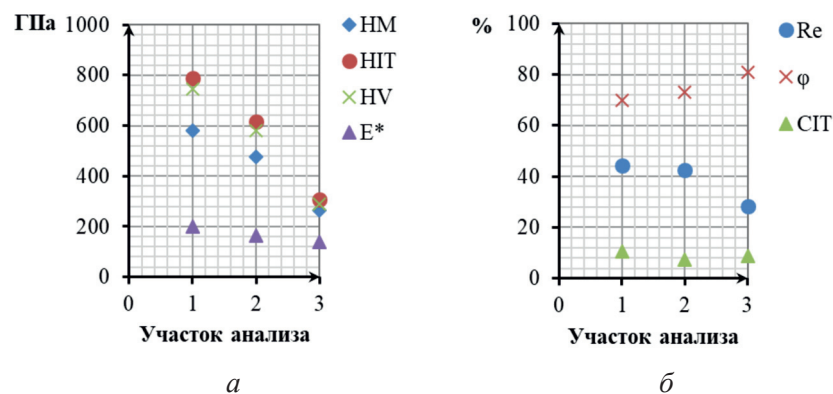 ГПа
1000
800
600
400
200
0
0 1 2 3
Участок анализа
HM
HIT
HV
E*
а
%
100
80
60
40
20
0
0 1 2 3
Участок анализа
Re
φ
CIT
б